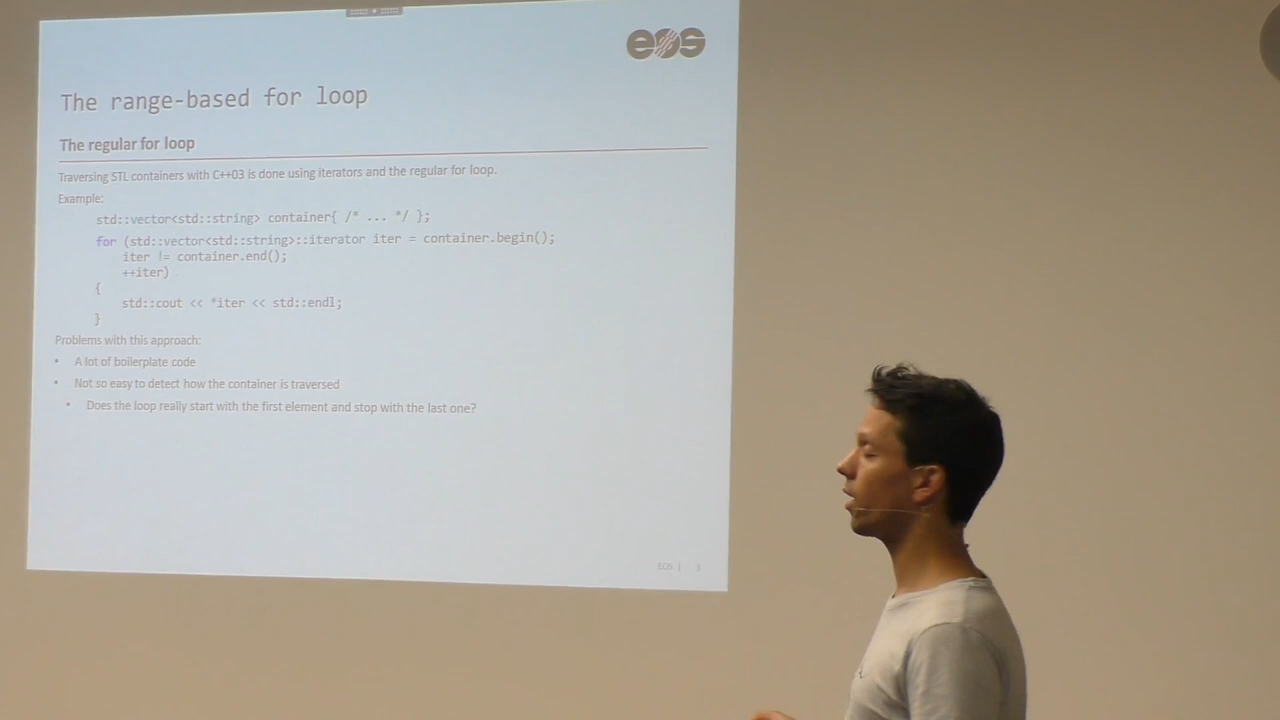 eos
The range-based for loop
The regular for loop
Traversing STL containers with C++03 is done using iterators and the regular for loop.
Example:
std::vector<std::string> container{ /* ... */ };
for (std::vector<std::string>::iterator iter = container.begin();
iter != container.end();
++iter)
{
std::cout << *iter << std::endl;
}
Problems with this approach:
• A lot of boilerplate code
• Not so easy to detect how the container is traversed
• Does the loop really start with the first element and stop with the last one?
EOS | 3